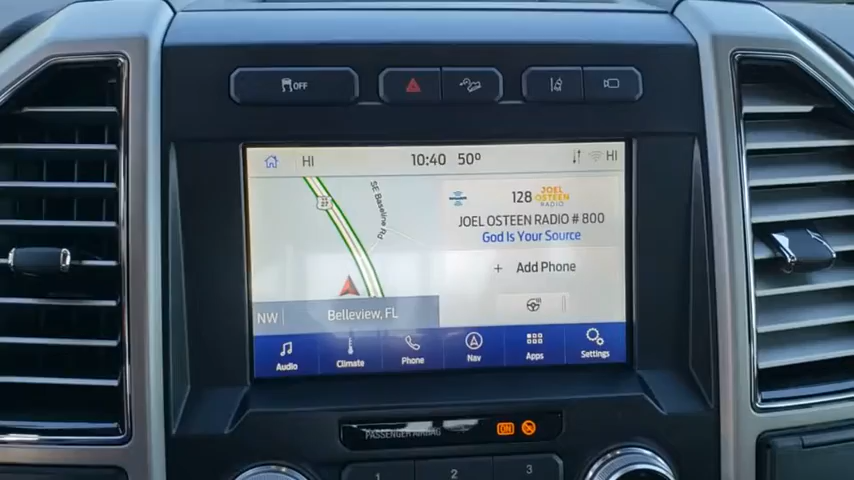 OFF
HI
10:40 50°
HI
SE Baseline Rd
128
JOEL
OSTEEN
RADIO
JOEL OSTEEN RADIO # 800
God Is Your Source
+ Add Phone
NW
Belleview, FL
Audio
Climate
Phone
Nav
Apps
Settings
PASSENGER AIRBAG
ON
1
2
3